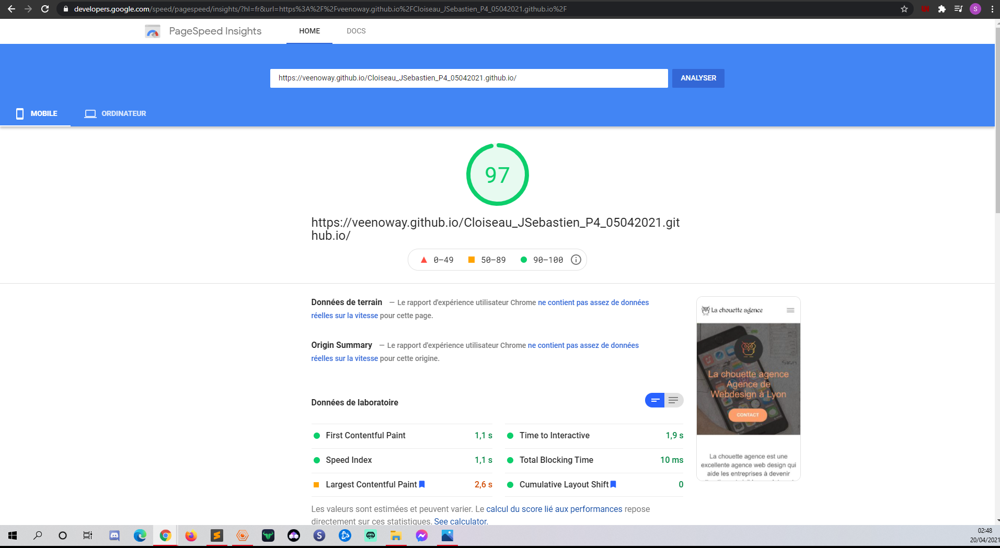 developers.google.com/speed/pagespeed/insights/?hl=fr&url=https%3A%2F%2Fveenoway.github.io%2FCloiseau_JSebastien_P4_05042021.github.io%2F
S
PageSpeed Insights
HOME
DOCS
https://veenoway.github.io/Cloiseau_JSebastien_P4_05042021.github.io/
ANALYSER
MOBILE
ORDINATEUR
97
https://veenoway.github.io/Cloiseau_JSebastien_P4_05042021.git
hub.io/
0–49
50–89
90–100
Données de terrain — Le rapport d'expérience utilisateur Chrome ne contient pas assez de données
réelles sur la vitesse pour cette page.
Origin Summary — Le rapport d'expérience utilisateur Chrome ne contient pas assez de données
réelles sur la vitesse pour cette origine.
Données de laboratoire
First Contentful Paint 1,1 s
Time to Interactive 1,9 s
Speed Index 1,1 s
Total Blocking Time 10 ms
Largest Contentful Paint 2,6 s
Cumulative Layout Shift 0
Les valeurs sont estimées et peuvent varier. Le calcul du score lié aux performances repose
directement sur ces statistiques. See calculator.
La chouette agence
La chouette agence
Agence de
Webdesign à Lyon
CONTACT
La chouette agence est une
excellente agence web design qui
aide les entreprises à devenir
S
S
02:48
20/04/2021